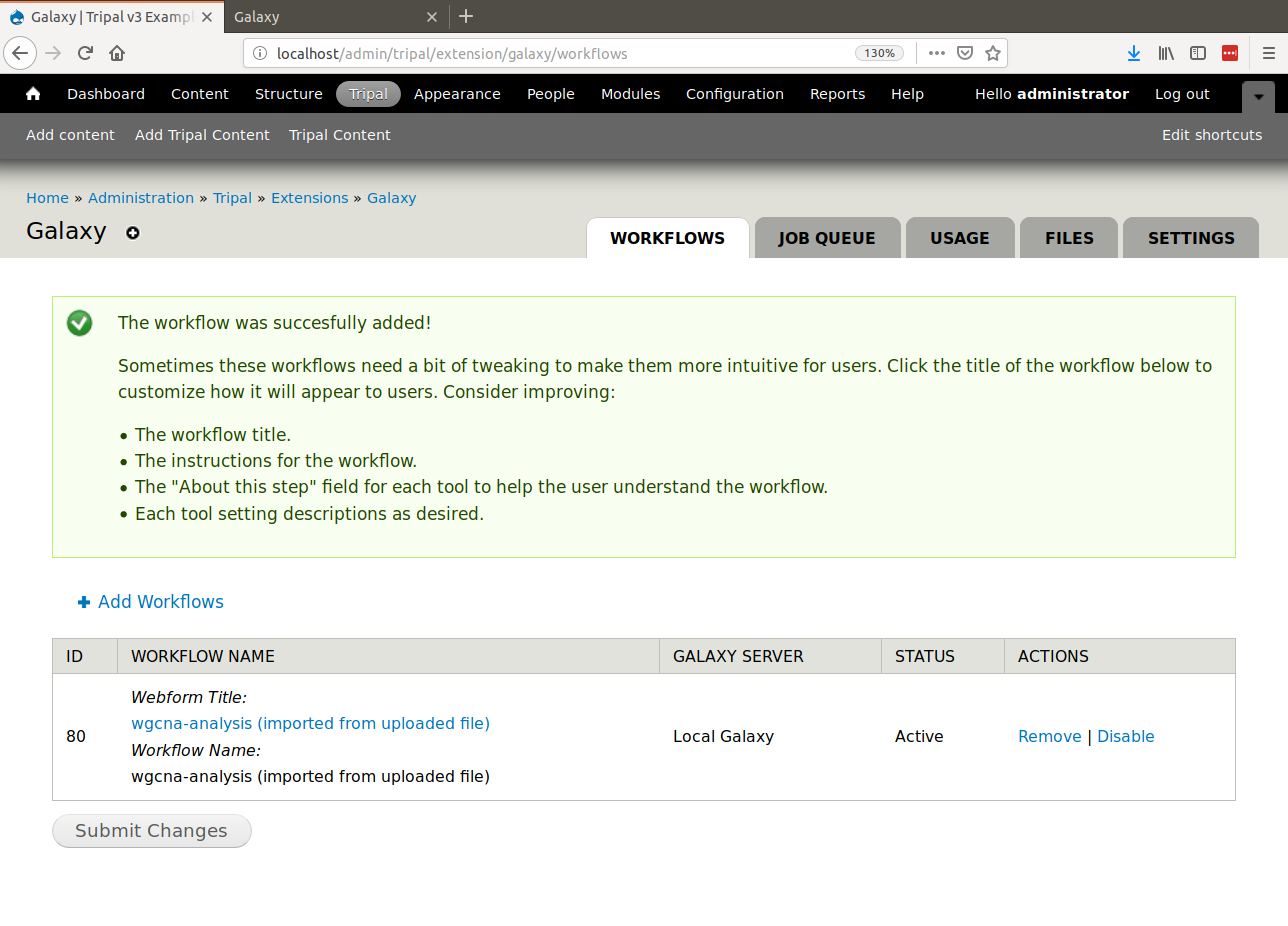 Galaxy | Tripal v3 Exampl
Galaxy
localhost/admin/tripal/extension/galaxy/workflows
130%
Dashboard Content Structure Tripal Appearance People Modules Configuration Reports Help Hello administrator Log out
Add content Add Tripal Content Tripal Content Edit shortcuts
Home » Administration » Tripal » Extensions » Galaxy
Galaxy
WORKFLOWS JOB QUEUE USAGE FILES SETTINGS
The workflow was succesfully added!
Sometimes these workflows need a bit of tweaking to make them more intuitive for users. Click the title of the workflow below to
customize how it will appear to users. Consider improving:
• The workflow title.
• The instructions for the workflow.
• The "About this step" field for each tool to help the user understand the workflow.
• Each tool setting descriptions as desired.
Add Workflows
ID WORKFLOW NAME GALAXY SERVER STATUS ACTIONS
Webform Title:
wgcna-analysis (imported from uploaded file)
80 Local Galaxy Active Remove | Disable
Workflow Name:
wgcna-analysis (imported from uploaded file)
Submit Changes